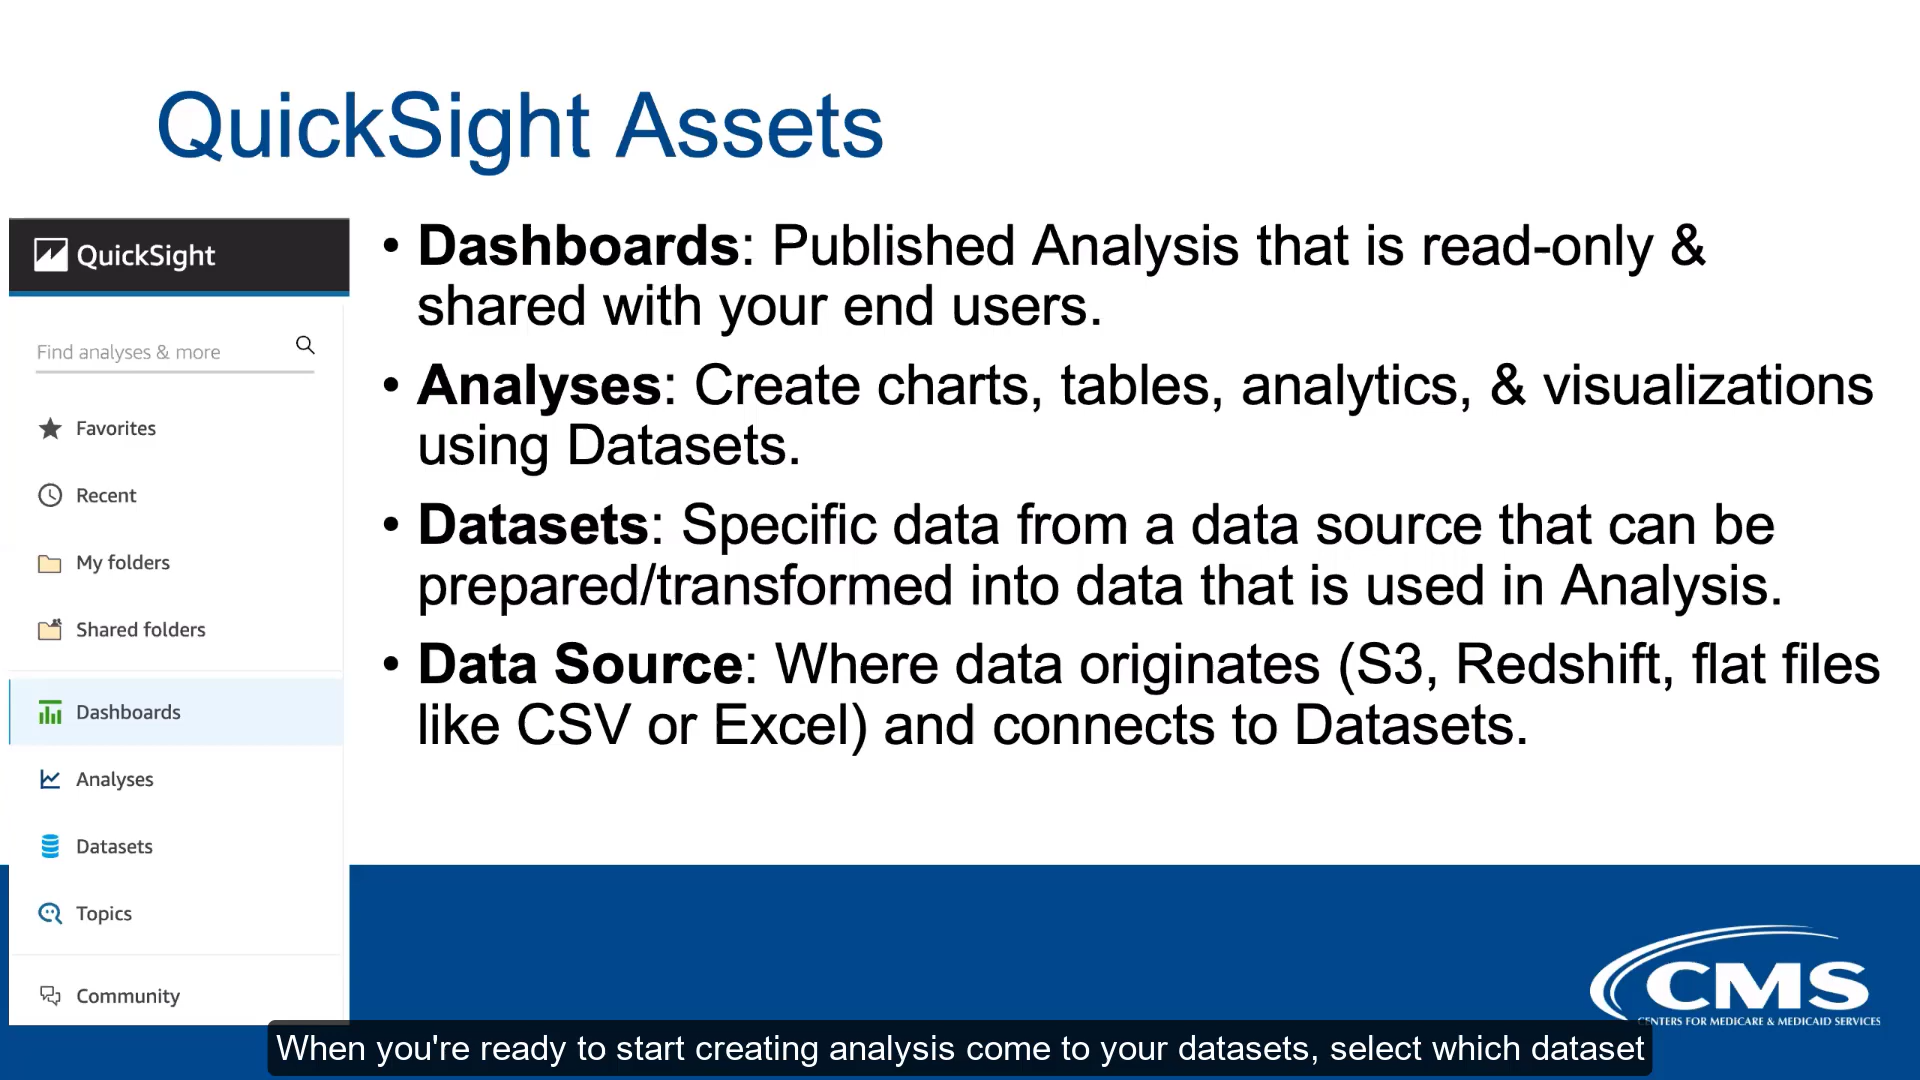 QuickSight Assets
QuickSight
Find analyses & more
Favorites
Recent
My folders
Shared folders
Dashboards
Analyses
Datasets
Topics
Community
• Dashboards: Published Analysis that is read-only &
shared with your end users.
• Analyses: Create charts, tables, analytics, & visualizations
using Datasets.
• Datasets: Specific data from a data source that can be
prepared/transformed into data that is used in Analysis.
• Data Source: Where data originates (S3, Redshift, flat files
like CSV or Excel) and connects to Datasets.
CMS
CENTERS FOR MEDICARE & MEDICAID SERVICES
When you're ready to start creating analysis come to your datasets, select which dataset